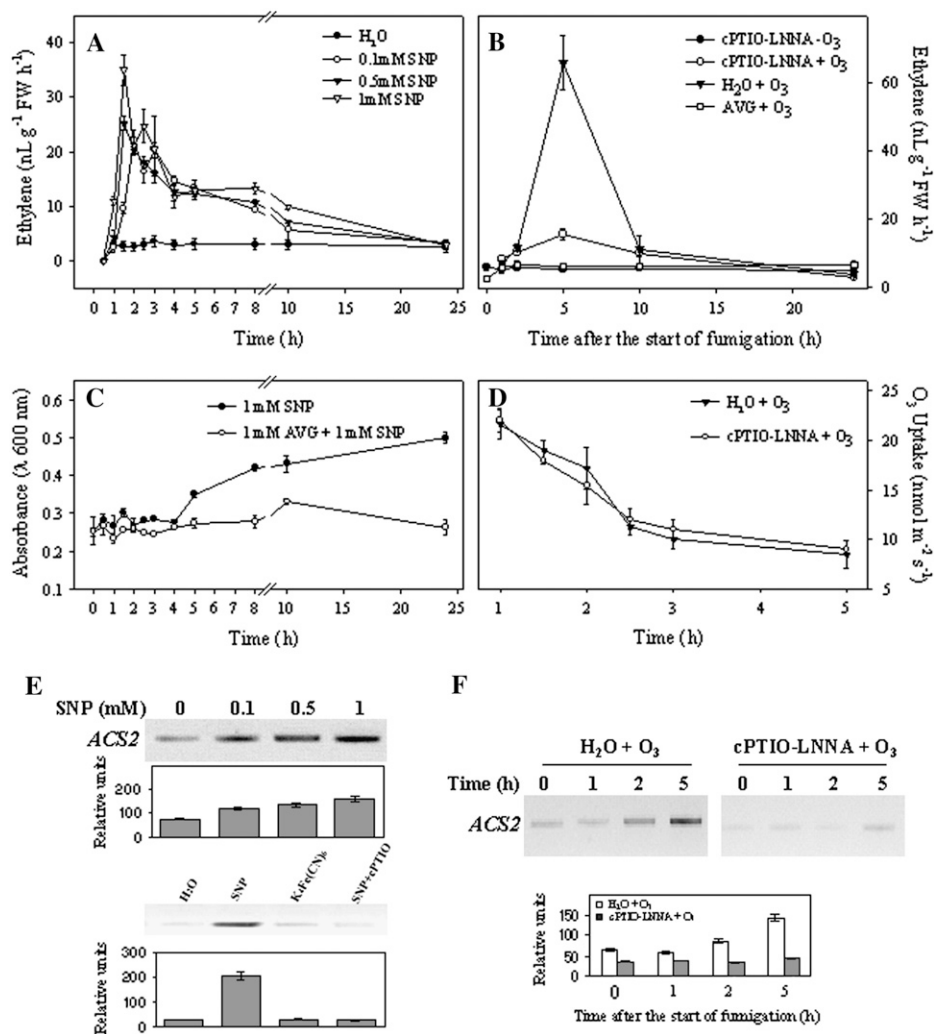 A
H₂O
0.1mM SNP
0.5mM SNP
1mM SNP
Ethylene (nL g⁻¹ FW h⁻¹)
40
30
20
10
0
0 1 2 3 4 5 6 7 8 10 15 20 25
Time (h)
B
cPTIO-LNNA - O₃
cPTIO-LNNA + O₃
H₂O + O₃
AVG + O₃
Ethylene (nL g⁻¹ FW h⁻¹)
60
40
20
0
0 5 10 15 20
Time after the start of fumigation (h)
C
1mM SNP
1mM AVG + 1mM SNP
Absorbance (λ 600 nm)
0.6
0.5
0.4
0.3
0.2
0.1
0 1 2 3 4 5 6 7 8 10 15 20 25
Time (h)
D
H₂O + O₃
cPTIO-LNNA + O₃
O₃ Uptake (nmol m⁻² s⁻¹)
25
20
15
10
5
1 2 3 4 5
Time (h)
E
SNP (mM) 0 0.1 0.5 1
ACS2
Relative units
200
100
0
H₂O SNP K₄Fe(CN)₆ SNP+cPTIO
Relative units
300
200
100
0
F
H₂O + O₃ cPTIO-LNNA + O₃
Time (h) 0 1 2 5 0 1 2 5
ACS2
H₂O + O₃
cPTIO-LNNA + O₃
Relative units
150
100
50
0
0 1 2 5
Time after the start of fumigation (h)